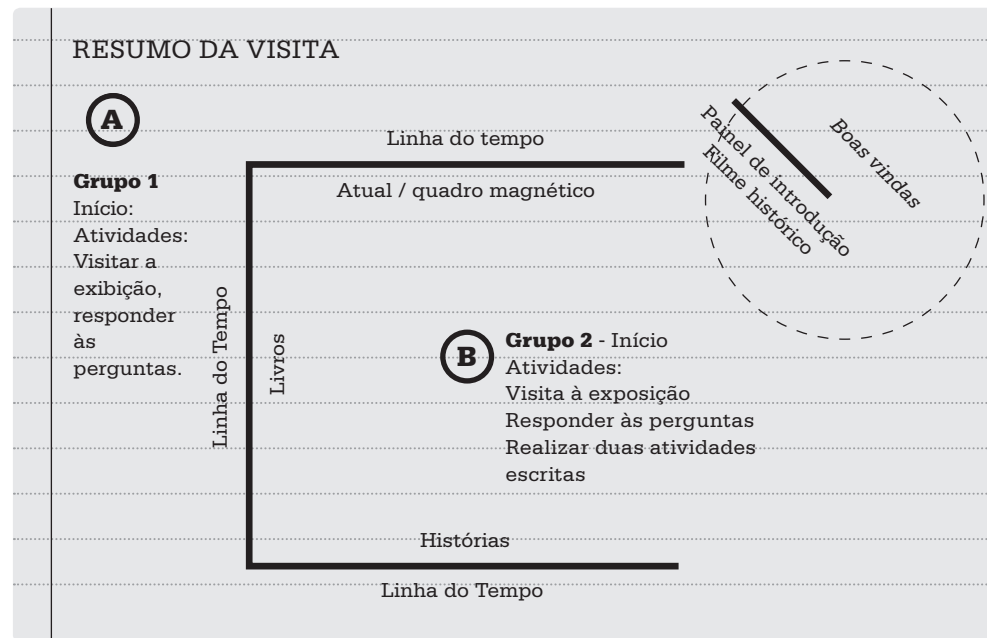 RESUMO DA VISITA
A
Grupo 1
Início:
Atividades:
Visitar a
exibição,
responder
às
perguntas.
Linha do tempo
Atual / quadro magnético
Painel de introdução
Filme histórico
Boas vindas
Linha do Tempo
Livros
B
Grupo 2 - Início
Atividades:
Visita à exposição
Responder às perguntas
Realizar duas atividades
escritas
Histórias
Linha do Tempo